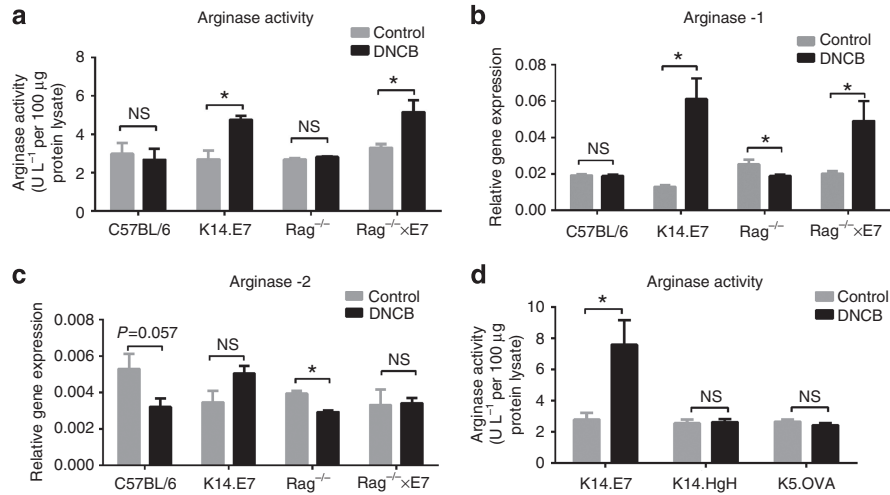 a
Arginase activity
Control
DNCB
Arginase activity
(U L⁻¹ per 100 µg
protein lysate)
8
6
4
2
0
NS
*
NS
*
C57BL/6
K14.E7
Rag⁻/⁻
Rag⁻/⁻×E7
b
Arginase -1
Control
DNCB
Relative gene expression
0.08
0.06
0.04
0.02
0.00
NS
*
*
*
C57BL/6
K14.E7
Rag⁻/⁻
Rag⁻/⁻×E7
c
Arginase -2
Control
DNCB
Relative gene expression
0.008
0.006
0.004
0.002
0.000
P=0.057
NS
*
NS
C57BL/6
K14.E7
Rag⁻/⁻
Rag⁻/⁻×E7
d
Arginase activity
Control
DNCB
Arginase activity
(U L⁻¹ per 100 µg
protein lysate)
10
8
6
4
2
0
*
NS
NS
K14.E7
K14.HgH
K5.OVA